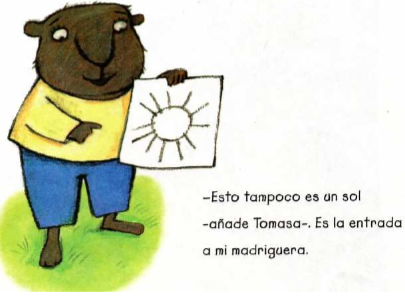 -Esto tampoco es un sol
-añade Tomasa-. Es la entrada
a mi madriguera.